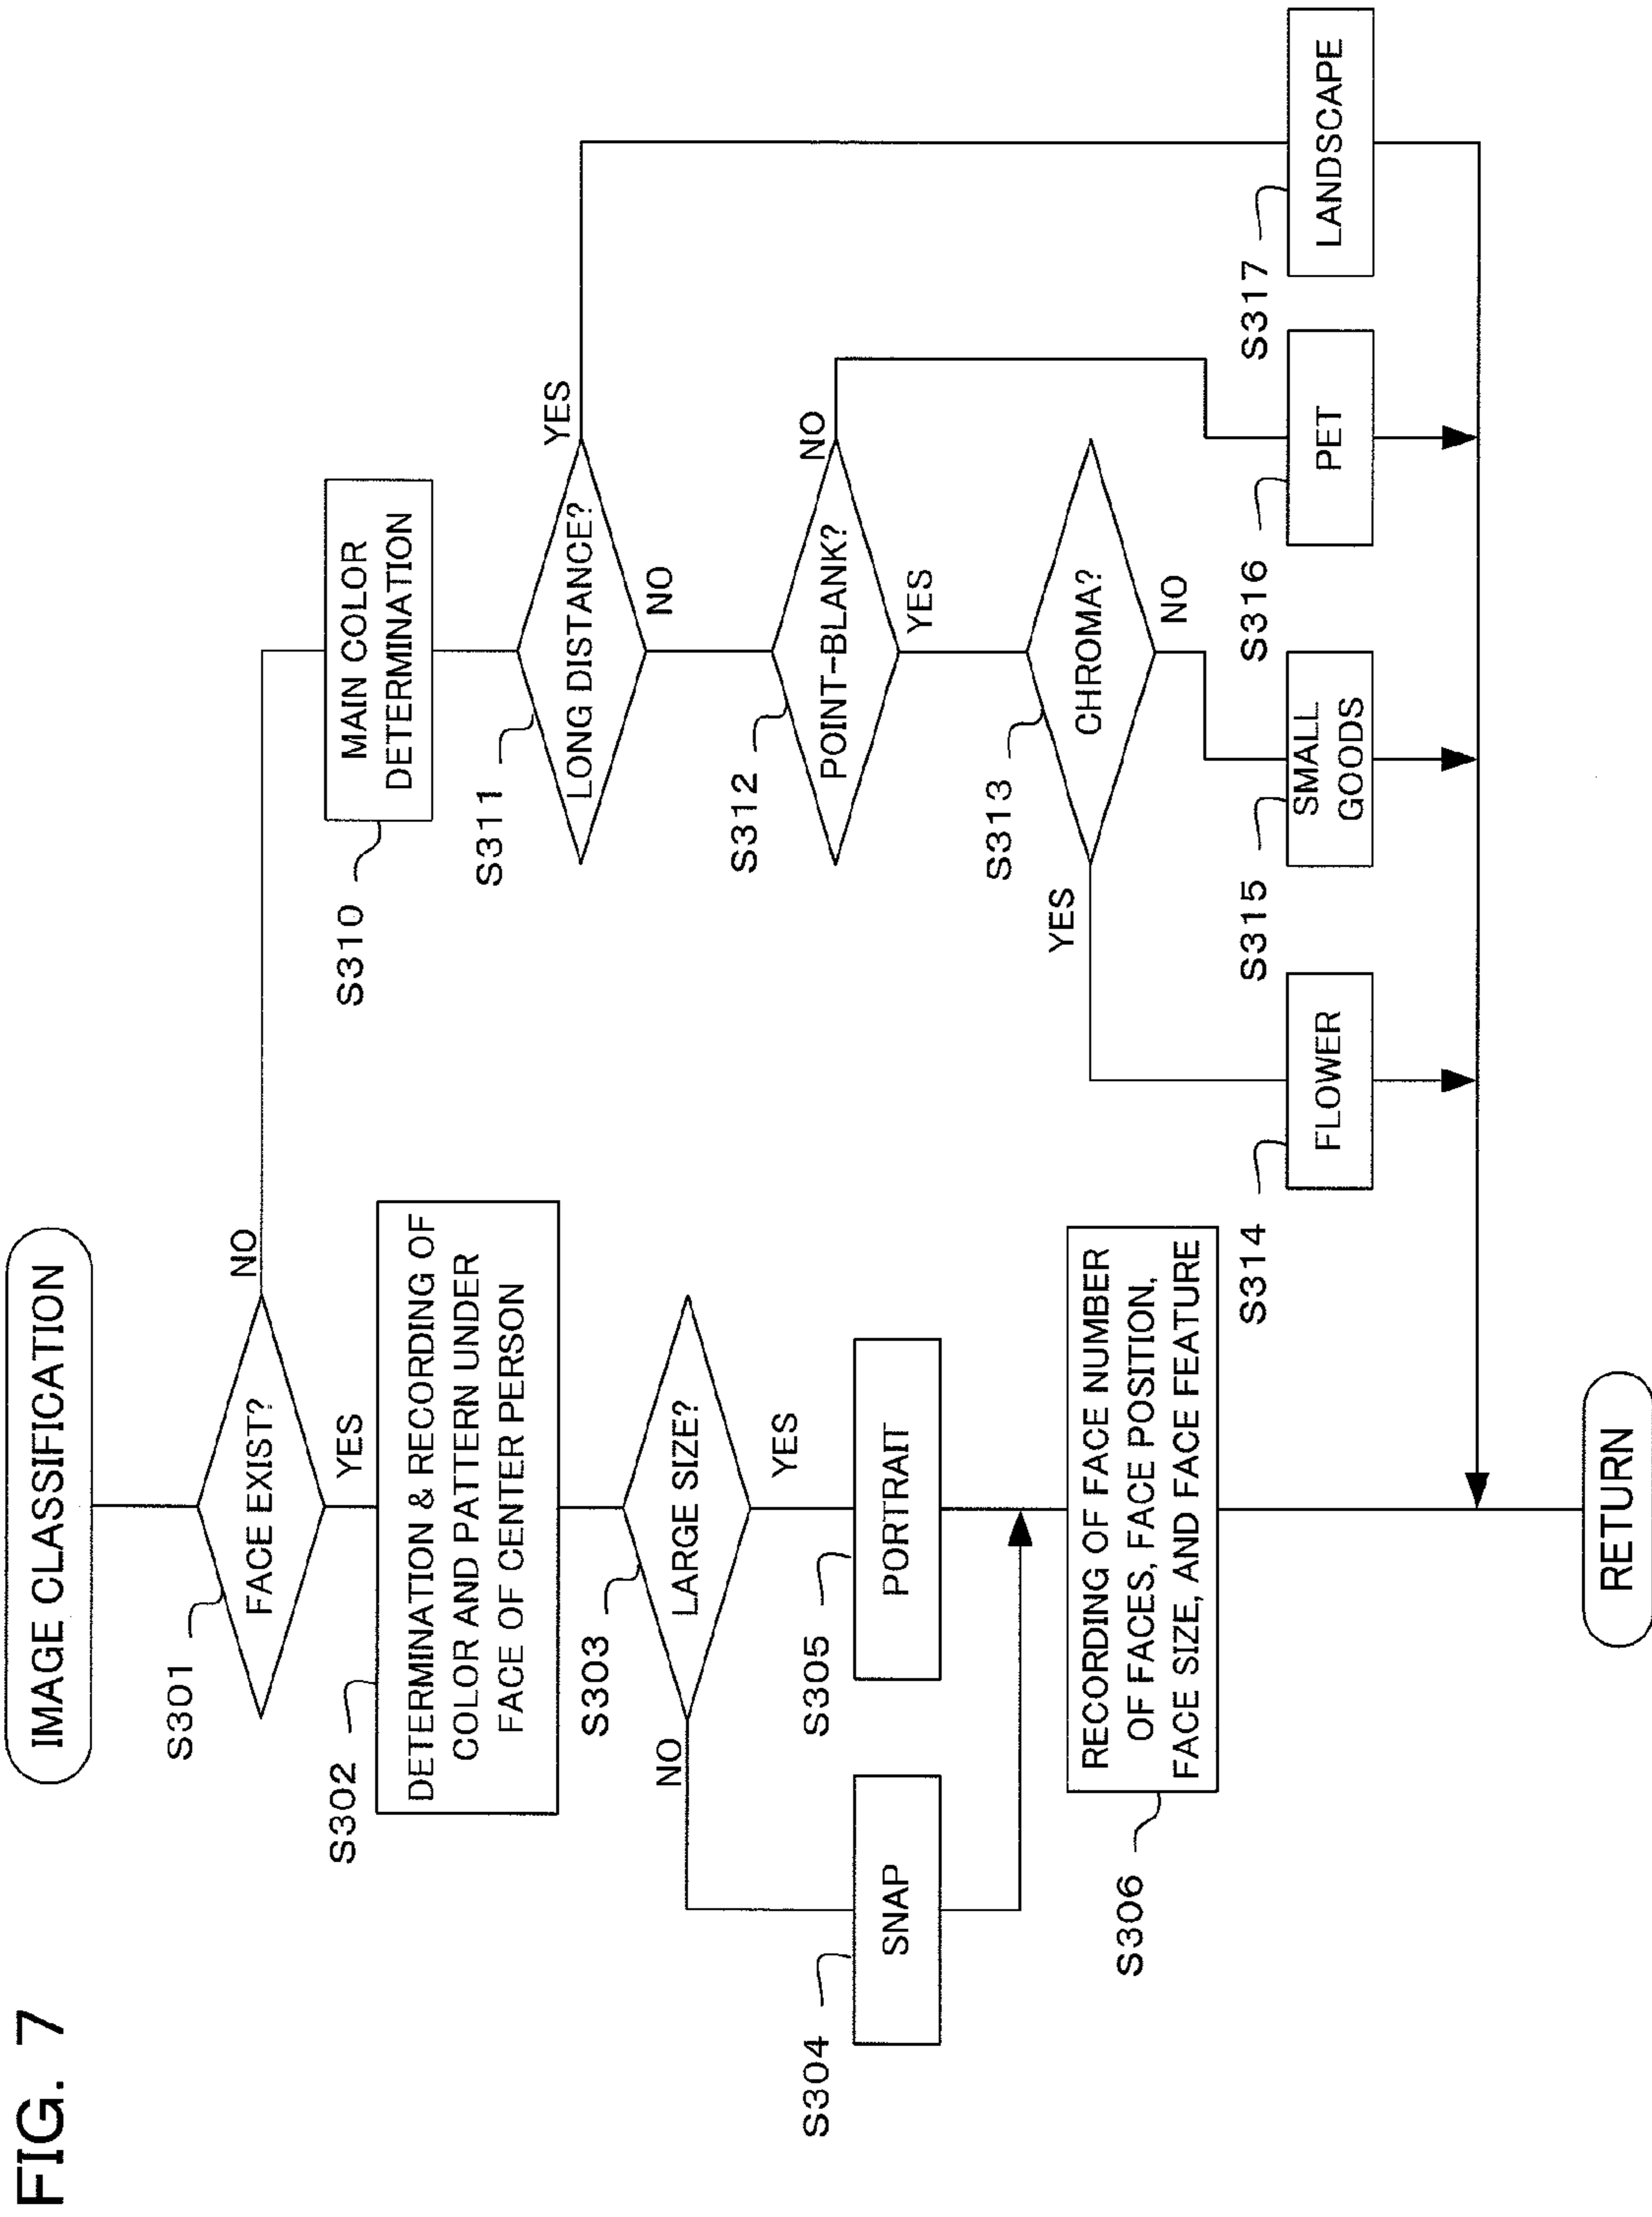 FIG. 7
IMAGE CLASSIFICATION
S301
FACE EXIST?
NO
YES
S302
DETERMINATION & RECORDING OF
COLOR AND PATTERN UNDER
FACE OF CENTER PERSON
S303
LARGE SIZE?
NO
YES
S304
SNAP
S305
PORTRAIT
S306
RECORDING OF FACE NUMBER
OF FACES, FACE POSITION,
FACE SIZE, AND FACE FEATURE
S310
MAIN COLOR
DETERMINATION
S311
LONG DISTANCE?
YES
NO
S312
POINT-BLANK?
NO
YES
S313
CHROMA?
YES
NO
S314
FLOWER
S315
SMALL
GOODS
S316
PET
S317
LANDSCAPE
RETURN